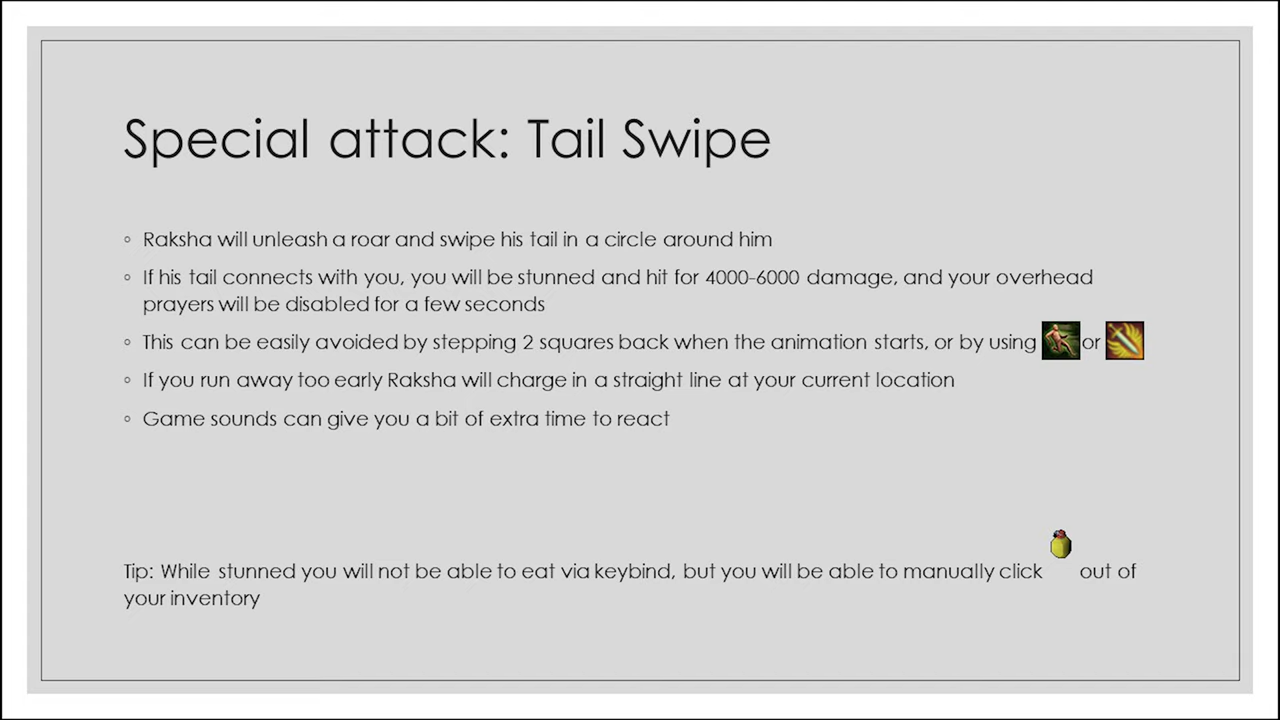 Special attack: Tail Swipe
◦ Raksha will unleash a roar and swipe his tail in a circle around him
◦ If his tail connects with you, you will be stunned and hit for 4000-6000 damage, and your overhead
prayers will be disabled for a few seconds
◦ This can be easily avoided by stepping 2 squares back when the animation starts, or by using or
◦ If you run away too early Raksha will charge in a straight line at your current location
◦ Game sounds can give you a bit of extra time to react
Tip: While stunned you will not be able to eat via keybind, but you will be able to manually click out of
your inventory